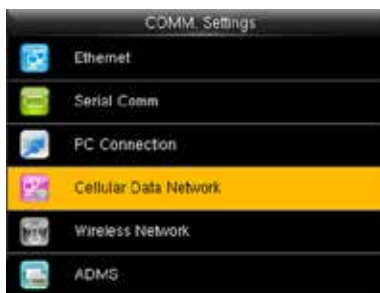 COMM. Settings
Ethernet
Serial Comm
PC Connection
Cellular Data Network
Wireless Network
ADMS